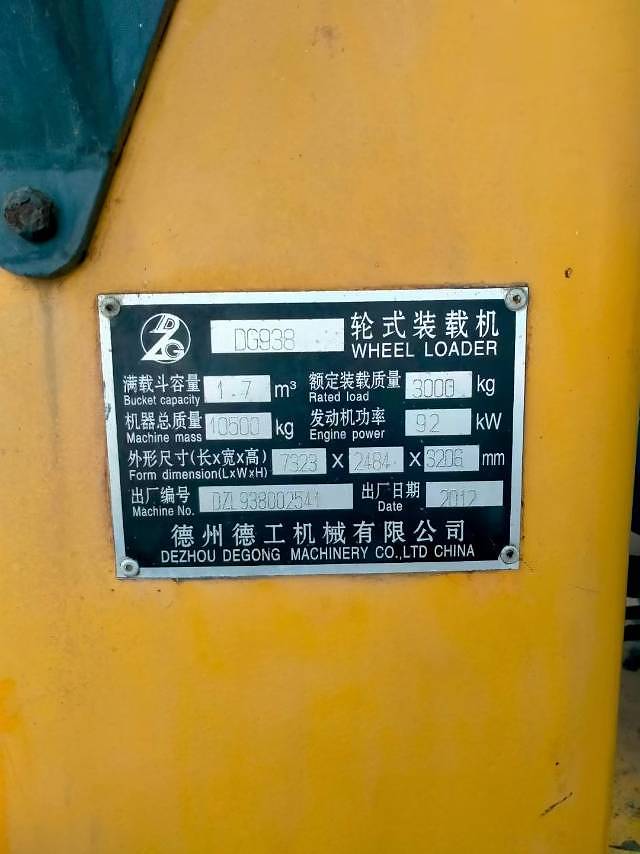 DZG
DG938 轮式装载机
WHEEL LOADER
满载斗容量 1.7 m³ 额定装载质量 3000 kg
Bucket capacity Rated load
机器总质量 10500 kg 发动机功率 92 kW
Machine mass Engine power
外形尺寸(长x宽x高) 7323 X 2484 X 3206 mm
Form dimension(LxWxH)
出厂编号 DZL938002541 出厂日期 2012
Machine No. Date
德州德工机械有限公司
DEZHOU DEGONG MACHINERY CO.,LTD CHINA